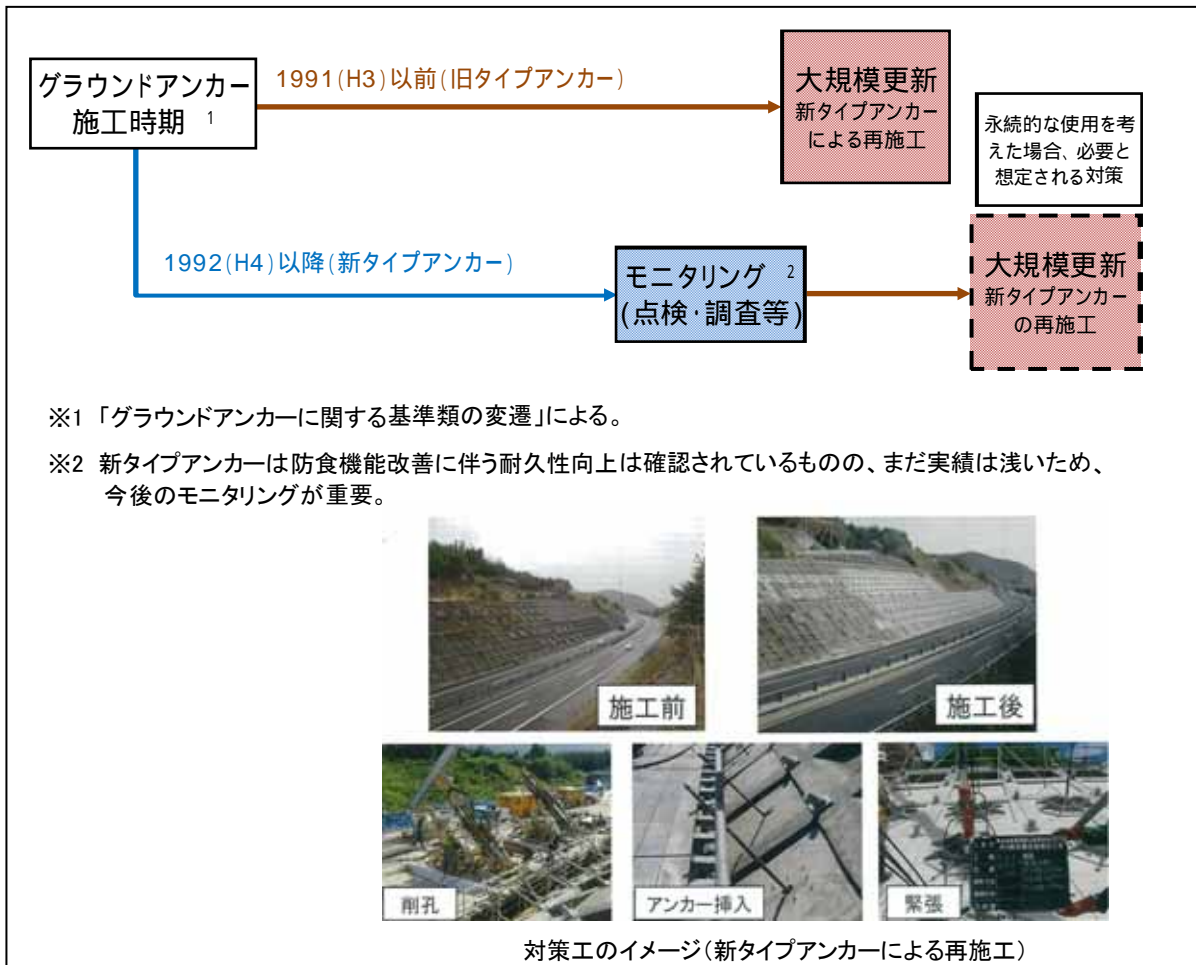 グラウンドアンカー
施工時期 1
1991(H3)以前(旧タイプアンカー)
大規模更新
新タイプアンカー
による再施工
永続的な使用を考
えた場合、必要と
想定される対策
1992(H4)以降(新タイプアンカー)
モニタリング 2
(点検・調査等)
大規模更新
新タイプアンカー
の再施工
※1 「グラウンドアンカーに関する基準類の変遷」による。
※2 新タイプアンカーは防食機能改善に伴う耐久性向上は確認されているものの、まだ実績は浅いため、
今後のモニタリングが重要。
施工前
施工後
削孔
アンカー挿入
緊張
対策工のイメージ(新タイプアンカーによる再施工)